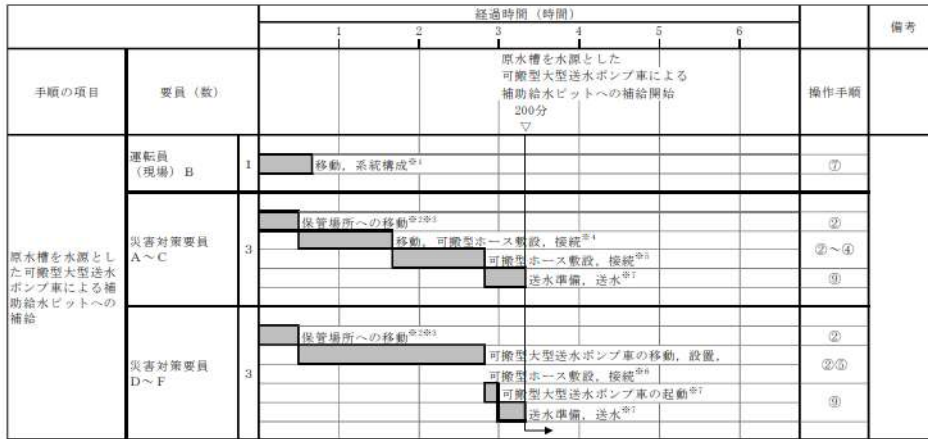 経過時間（時間）
備考
1 2 3 4 5 6
手順の項目
要員（数）
原水槽を水源とした
可搬型大型送水ポンプ車による
補助給水ピットへの補給開始
200分
▽
操作手順
原水槽を水源とし
た可搬型大型送水
ポンプ車による補
助給水ピットへの
補給
運転員
（現場）B
1
移動，系統構成※1
⑦
災害対策要員
A～C
3
保管場所への移動※2※3
②
移動，可搬型ホース敷設，接続※4
②～④
可搬型ホース敷設，接続※5
送水準備，送水※7
⑨
災害対策要員
D～F
3
保管場所への移動※2※3
②
可搬型大型送水ポンプ車の移動，設置，
可搬型ホース敷設，接続※6
②⑤
可搬型大型送水ポンプ車の起動※7
⑨
送水準備，送水※7